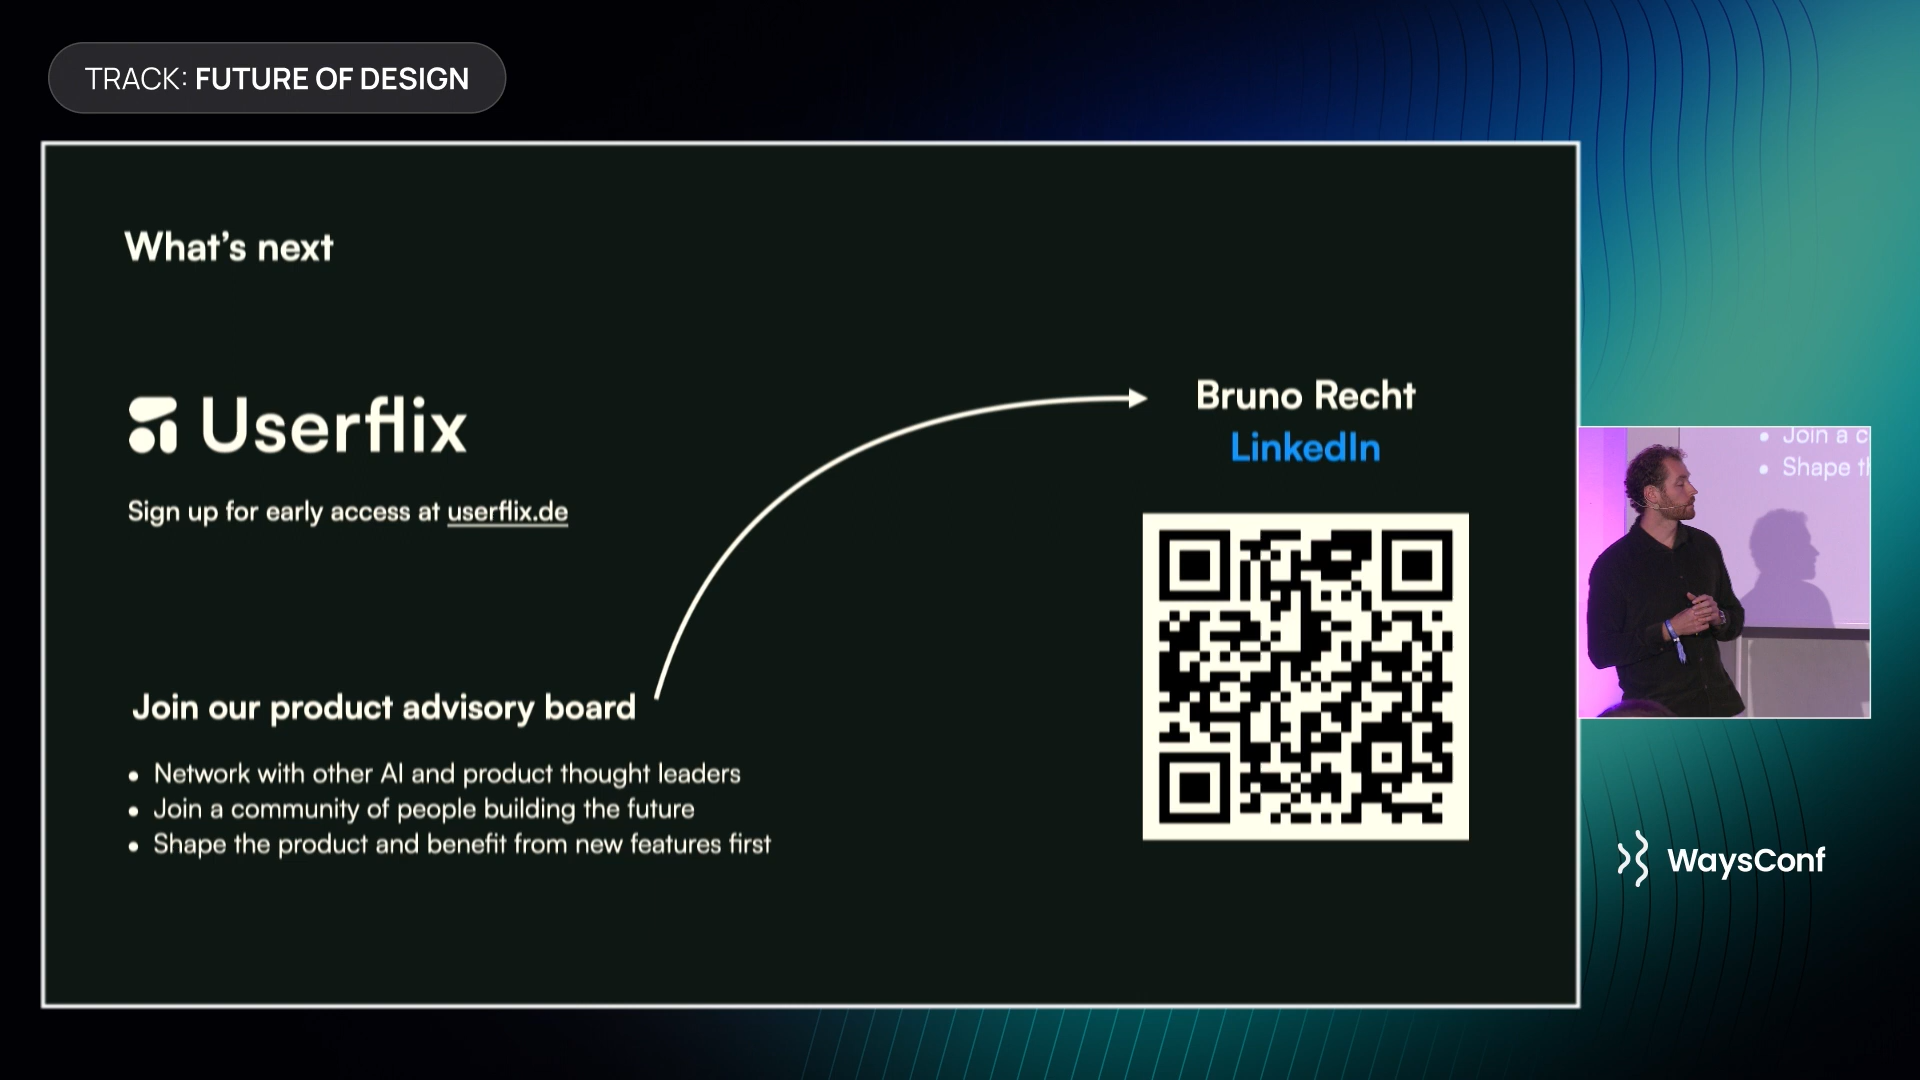 TRACK: FUTURE OF DESIGN
What's next
Userflix
Sign up for early access at userflix.de
Join our product advisory board
• Network with other AI and product thought leaders
• Join a community of people building the future
• Shape the product and benefit from new features first
Bruno Recht
LinkedIn
• Join a c
• Shape th
WaysConf